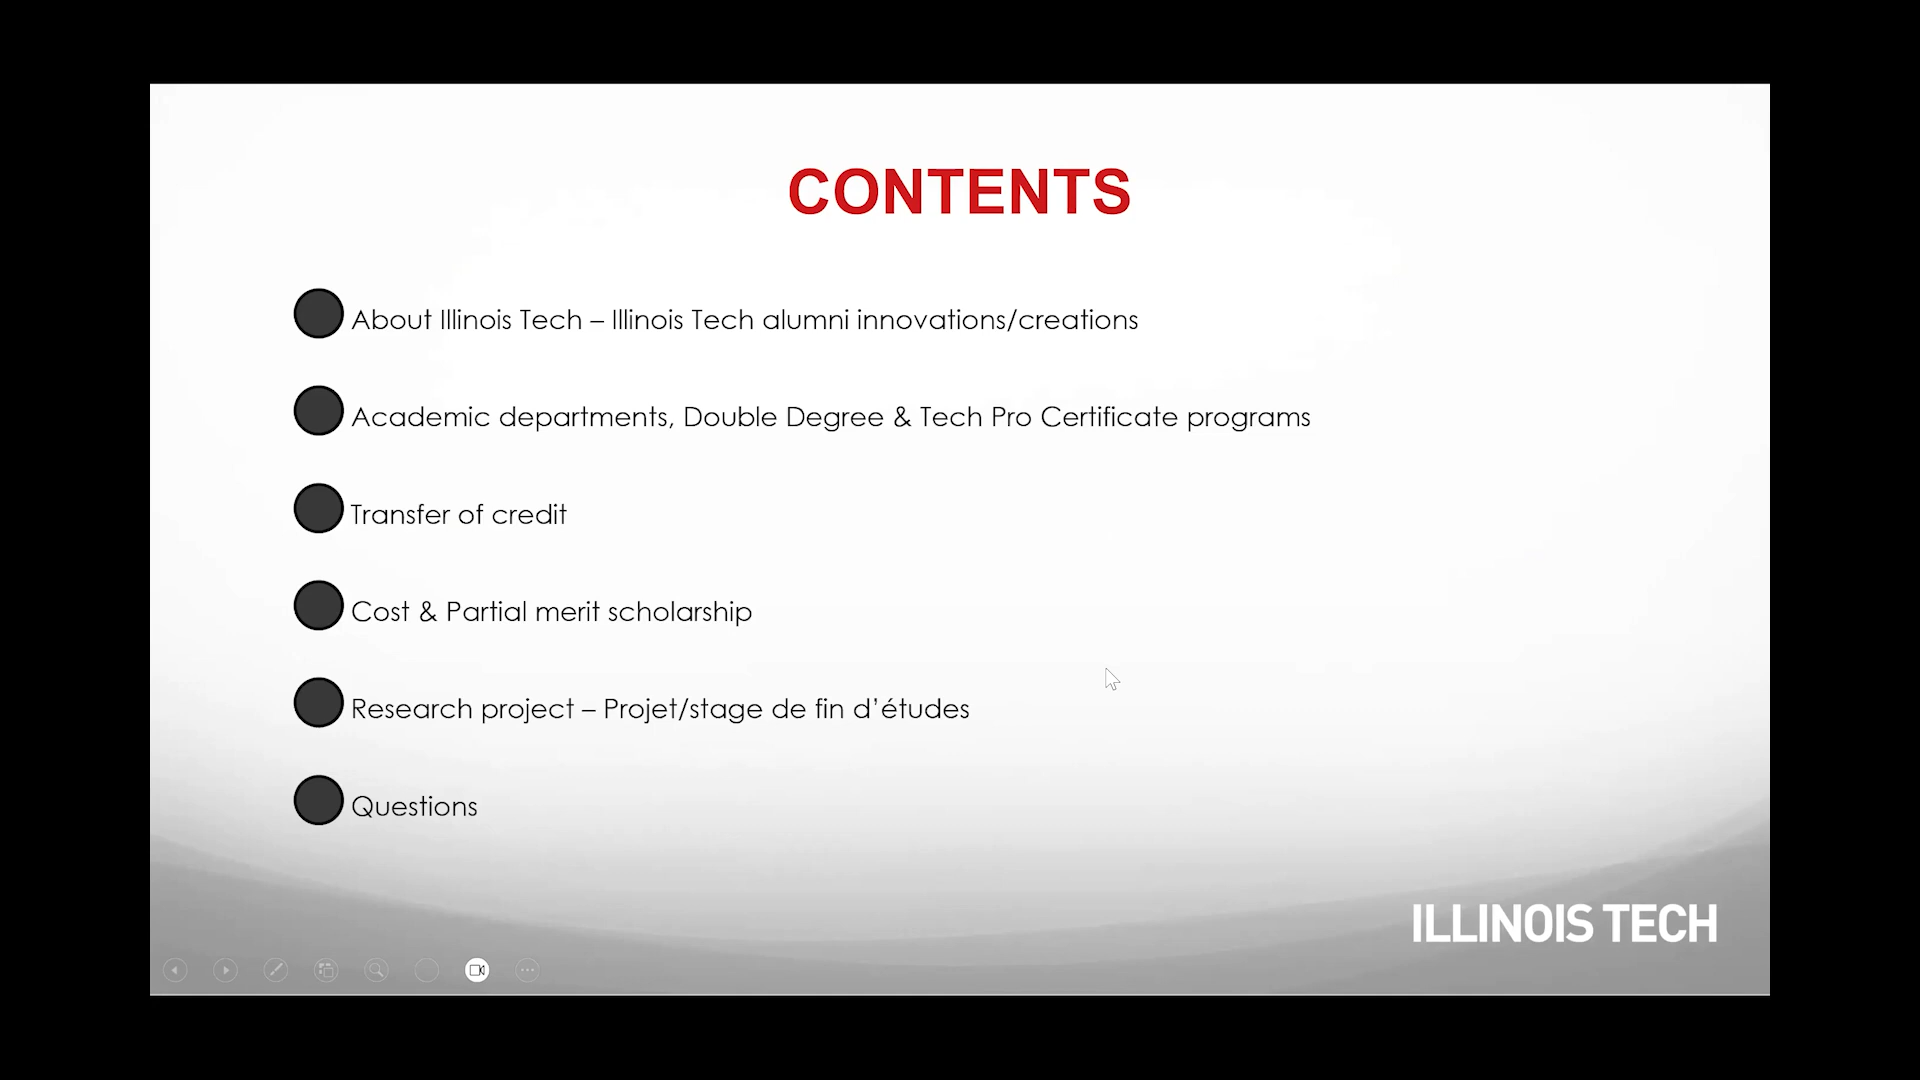 CONTENTS
About Illinois Tech – Illinois Tech alumni innovations/creations
Academic departments, Double Degree & Tech Pro Certificate programs
Transfer of credit
Cost & Partial merit scholarship
Research project – Projet/stage de fin d’études
Questions
ILLINOIS TECH